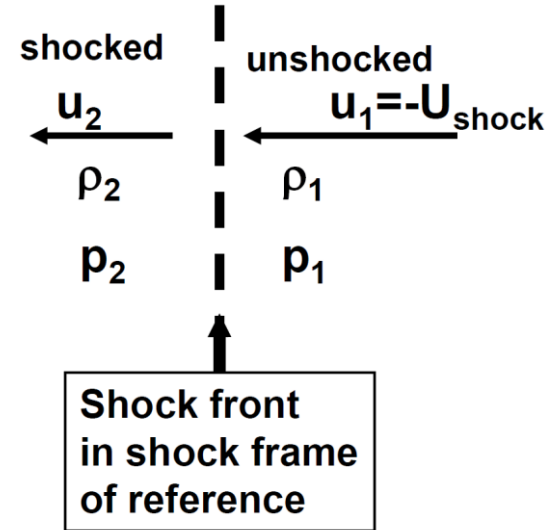 shocked
unshocked
u₂
u₁=-Uₛₕₒcₖ
ρ₂
ρ₁
p₂
p₁
Shock front
in shock frame
of reference